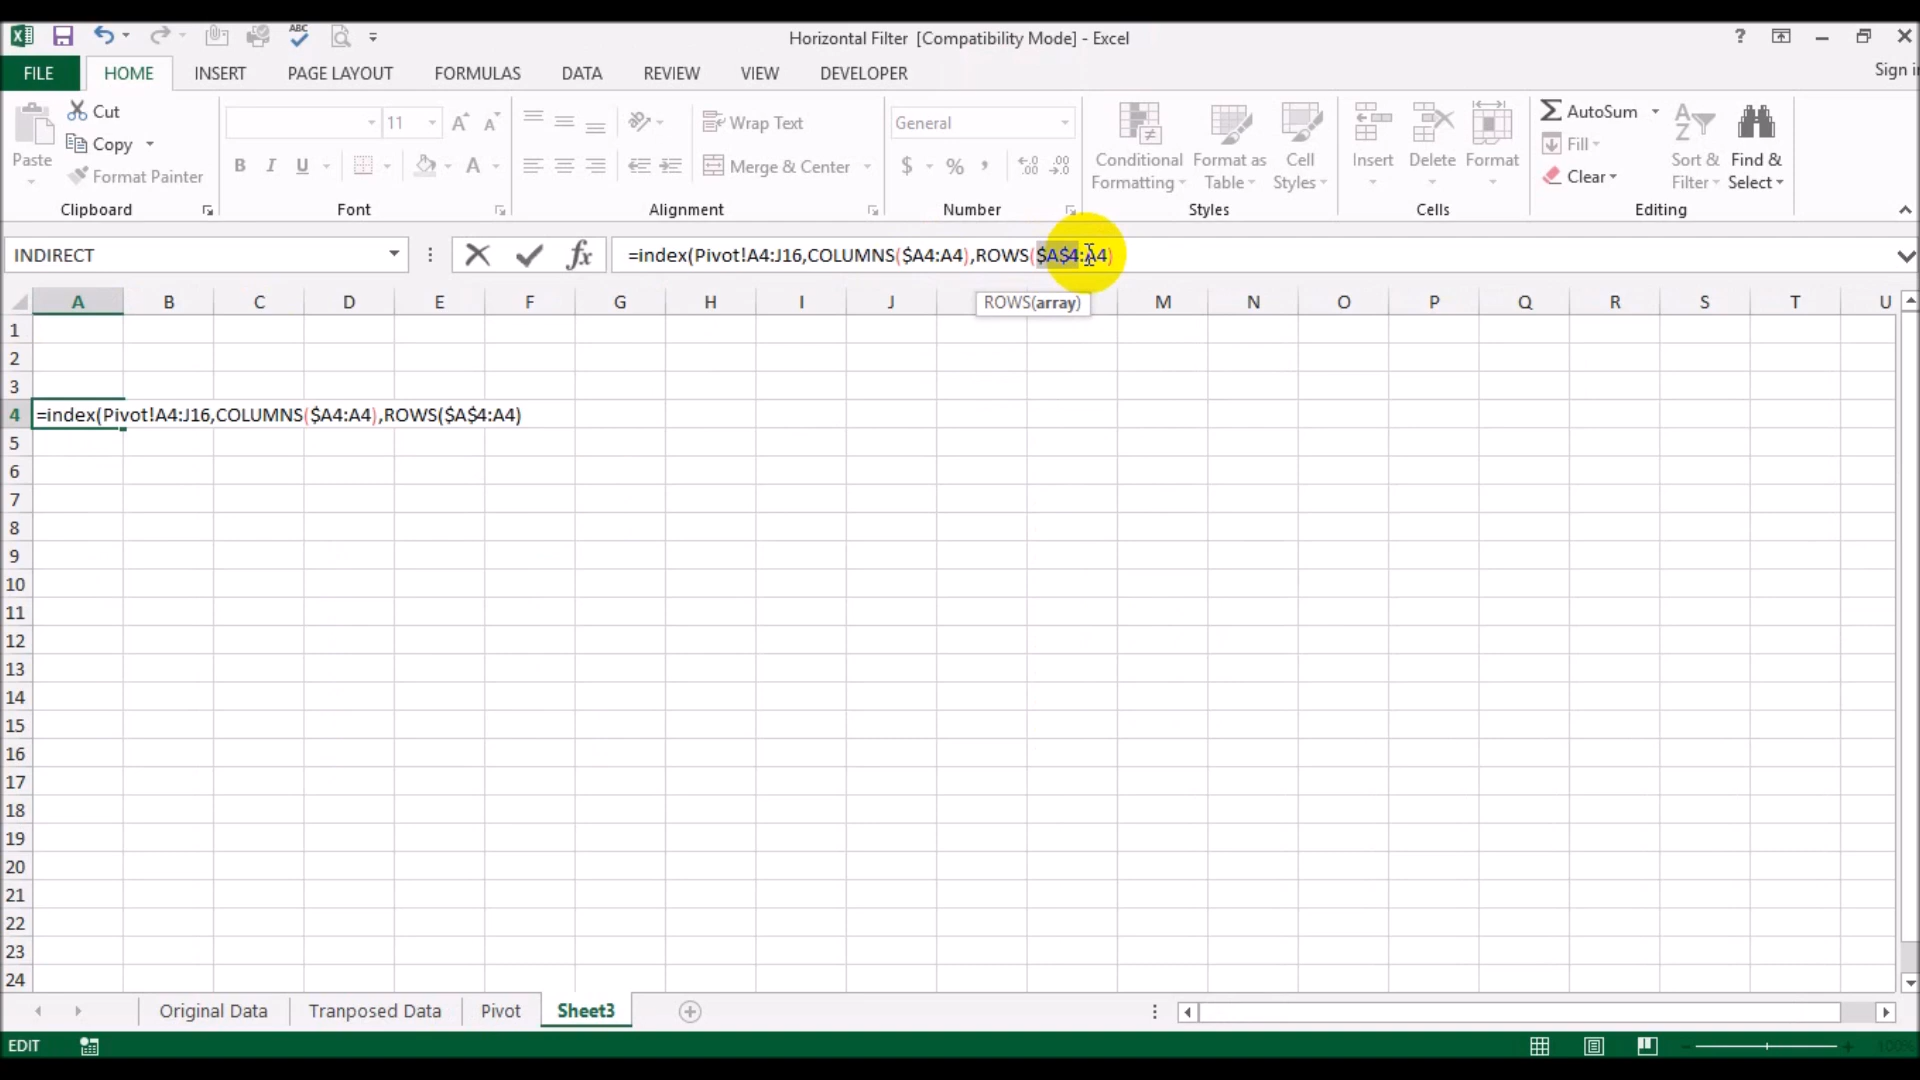 ABC
Horizontal Filter [Compatibility Mode] - Excel
?
FILE HOME INSERT PAGE LAYOUT FORMULAS DATA REVIEW VIEW DEVELOPER
Sign in
Paste
Cut
Copy
Format Painter
Clipboard
11
A A
B I U A
Font
Wrap Text
Merge & Center
Alignment
General
$ % ,
Number
Conditional Formatting
Format as Table
Cell Styles
Styles
Insert Delete Format
Cells
AutoSum
Fill
Clear
Sort & Filter
Find & Select
Editing
INDIRECT
fx
=index(Pivot!A4:J16,COLUMNS($A4:A4),ROWS($A$4:A4)
ROWS(array)
A B C D E F G H I J M N O P Q R S T U
1
2
3
4 =index(Pivot!A4:J16,COLUMNS($A4:A4),ROWS($A$4:A4)
5
6
7
8
9
10
11
12
13
14
15
16
17
18
19
20
21
22
23
24
Original Data Tranposed Data Pivot Sheet3
EDIT